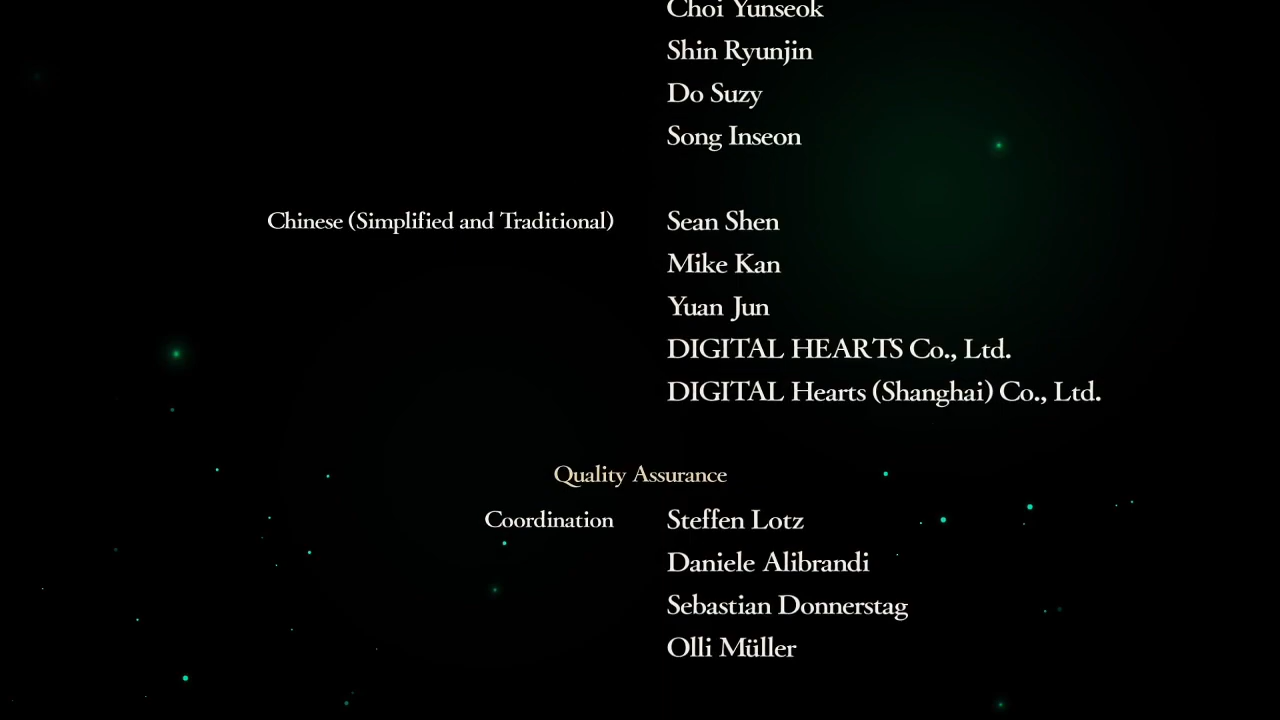 Choi Yunseok
Shin Ryunjin
Do Suzy
Song Inseon
Chinese (Simplified and Traditional) Sean Shen
Mike Kan
Yuan Jun
DIGITAL HEARTS Co., Ltd.
DIGITAL Hearts (Shanghai) Co., Ltd.
Quality Assurance
Coordination Steffen Lotz
Daniele Alibrandi
Sebastian Donnerstag
Olli Müller